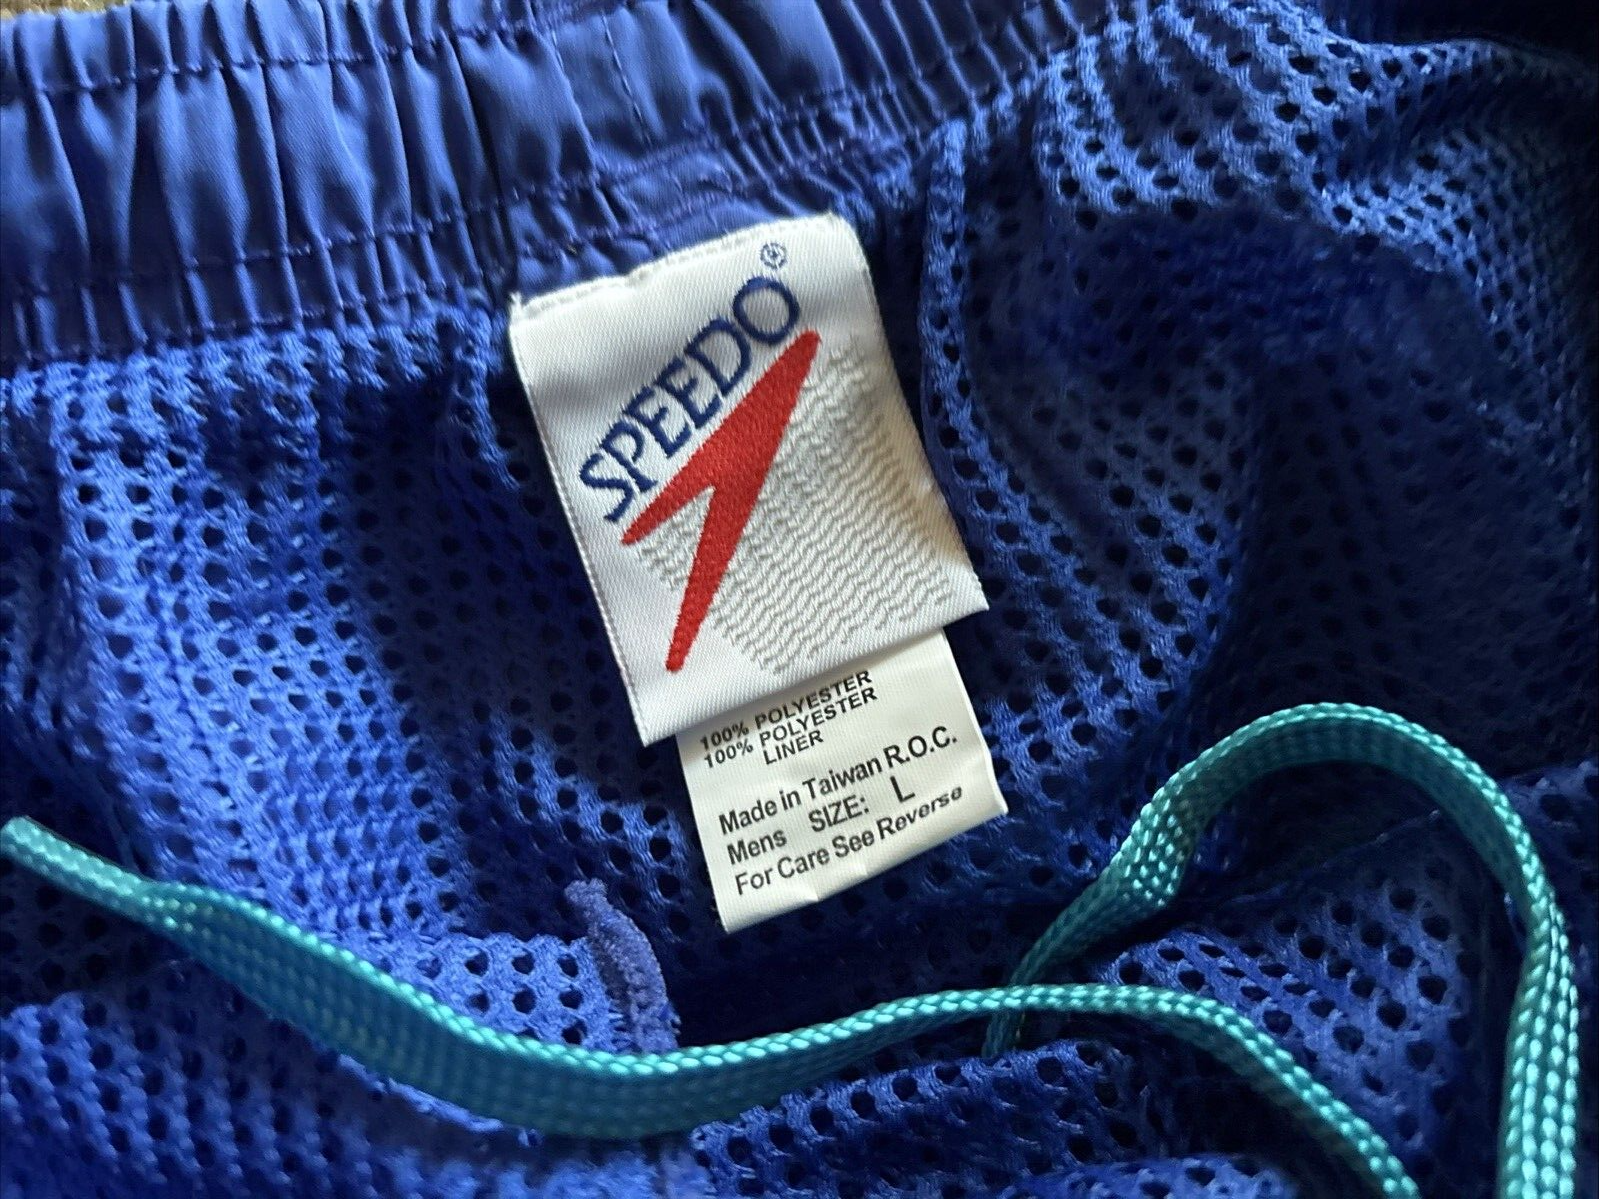 SPEEDO®
100% POLYESTER
100% POLYESTER
LINER
Made in Taiwan R.O.C.
Mens SIZE: L
For Care See Reverse